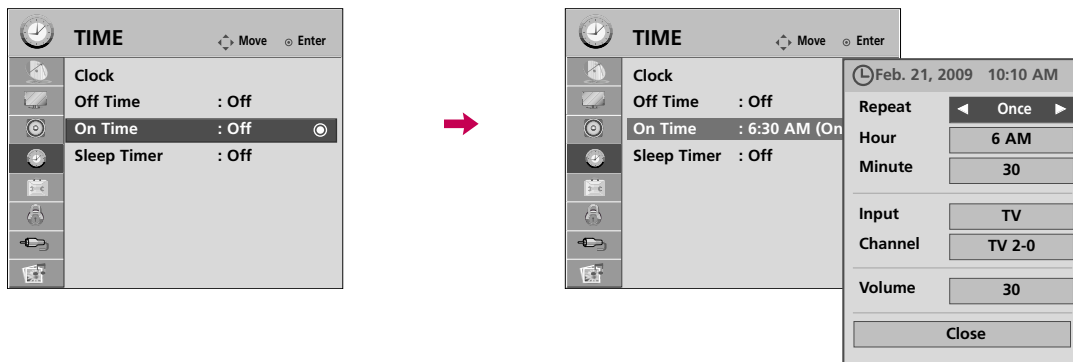 TIME Move Enter
Clock
Off Time : Off
On Time : Off
Sleep Timer : Off
TIME Move Enter
Clock
Off Time : Off
On Time : 6:30 AM (On
Sleep Timer : Off
Feb. 21, 2009 10:10 AM
Repeat ◀ Once ▶
Hour 6 AM
Minute 30
Input TV
Channel TV 2-0
Volume 30
Close